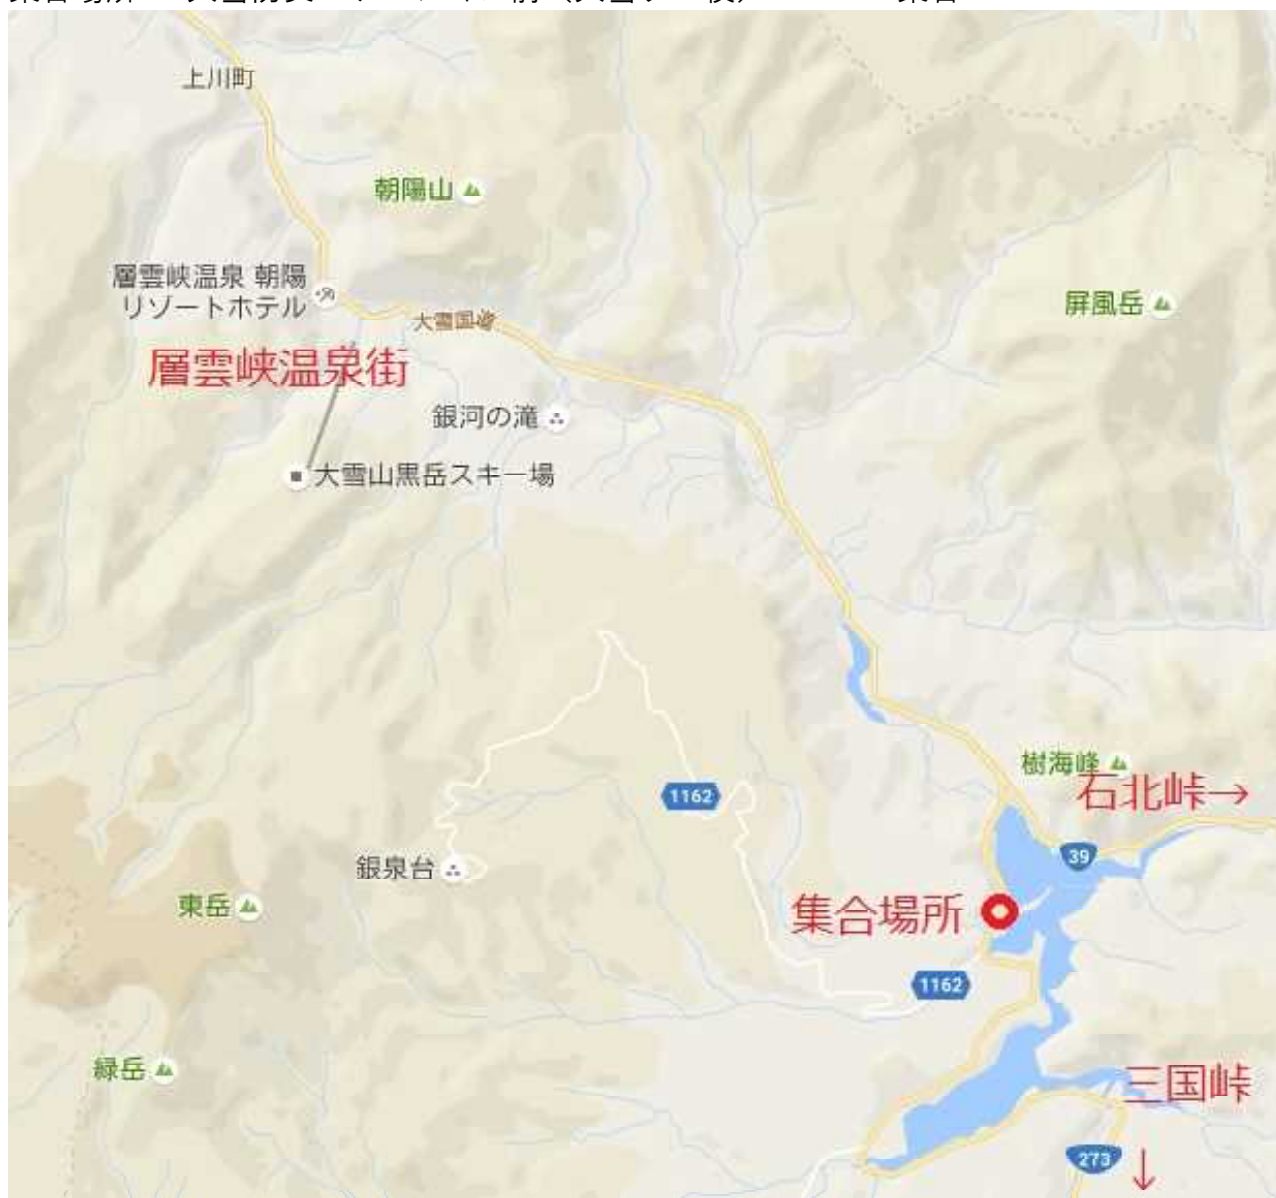 上川町
朝陽山
層雲峡温泉 朝陽
リゾートホテル
屏風岳
大雪国道
層雲峡温泉街
銀河の滝
大雪山黒岳スキー場
樹海峰
石北峠→
1162
39
銀泉台
東岳
集合場所
1162
緑岳
三国峠
273 ↓